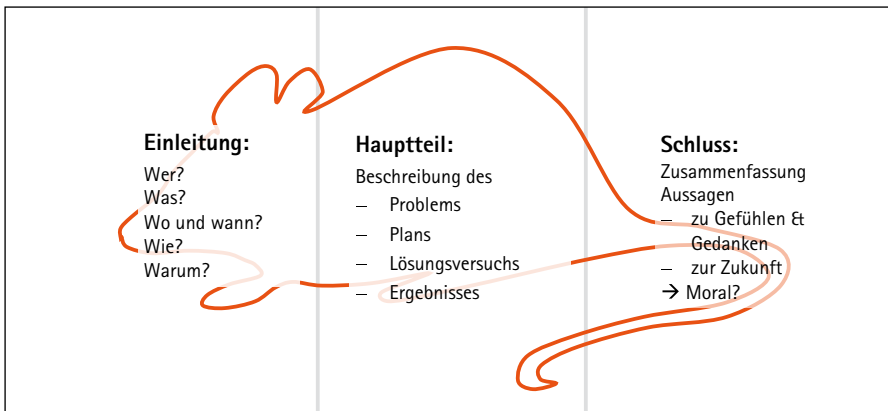 Einleitung:
Wer?
Was?
Wo und wann?
Wie?
Warum?
Hauptteil:
Beschreibung des
– Problems
– Plans
– Lösungsversuchs
– Ergebnisses
Schluss:
Zusammenfassung
Aussagen
– zu Gefühlen &
Gedanken
– zur Zukunft
→ Moral?